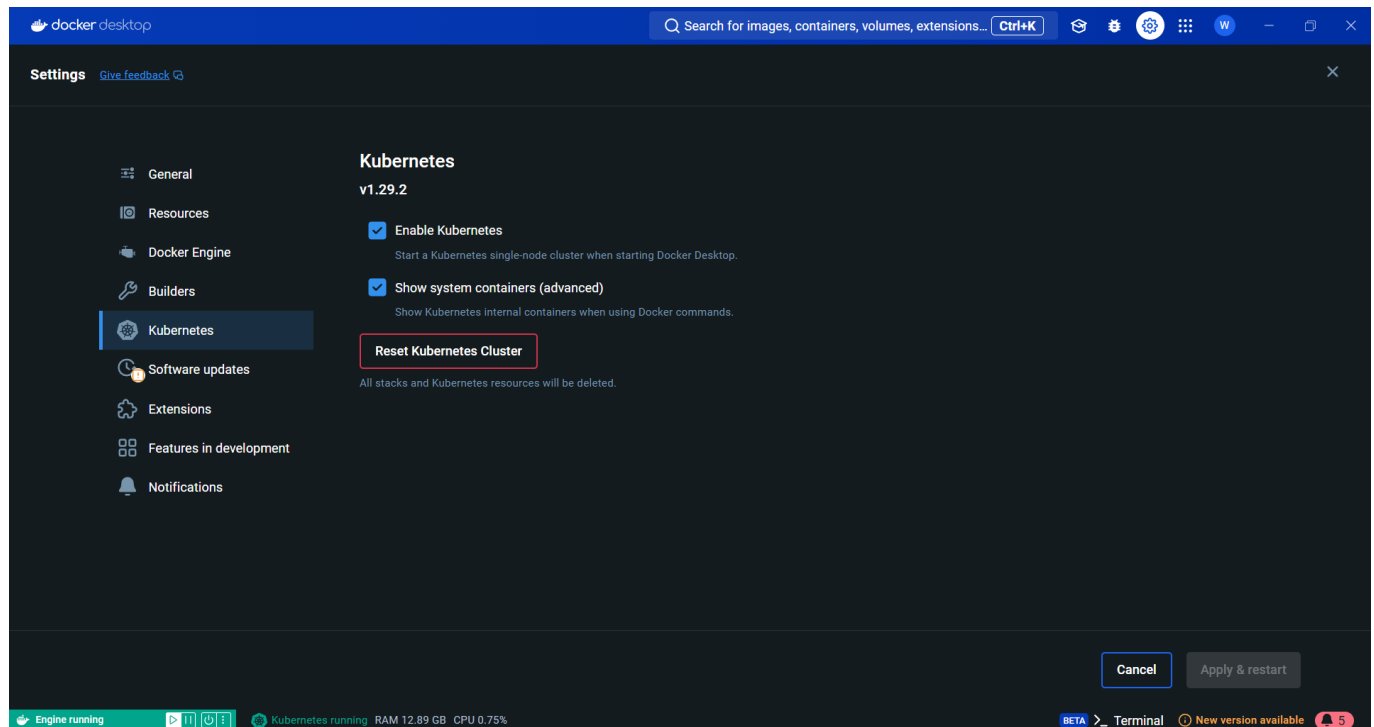 docker desktop
Search for images, containers, volumes, extensions... Ctrl+K
W
Settings Give feedback
General
Resources
Docker Engine
Builders
Kubernetes
Software updates
Extensions
Features in development
Notifications
Kubernetes
v1.29.2
Enable Kubernetes
Start a Kubernetes single-node cluster when starting Docker Desktop.
Show system containers (advanced)
Show Kubernetes internal containers when using Docker commands.
Reset Kubernetes Cluster
All stacks and Kubernetes resources will be deleted.
Cancel Apply & restart
Engine running Kubernetes running RAM 12.89 GB CPU 0.75% BETA >_ Terminal New version available 5